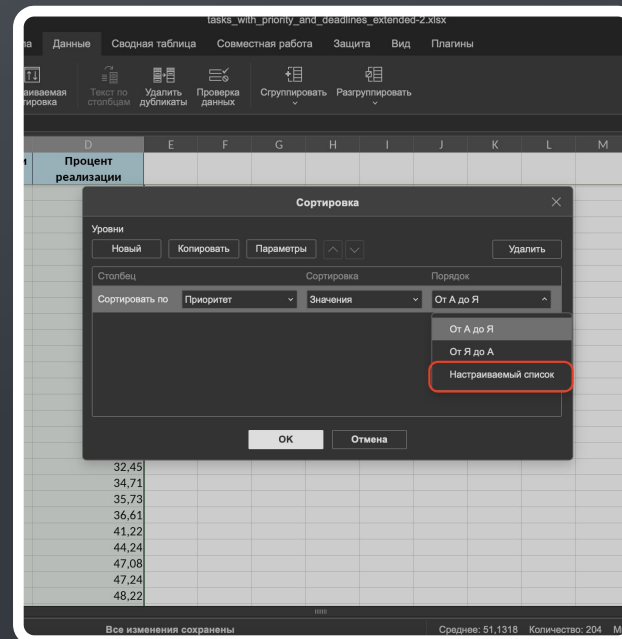 tasks_with_priority_and_deadlines_extended-2.xlsx
Данные Сводная таблица Совместная работа Защита Вид Плагины
Текст по столбцам
Удалить дубликаты
Проверка данных
Сгруппировать
Разгруппировать
D E F G H I J K L M
Процент
реализации
Сортировка
Уровни
Новый Копировать Параметры Удалить
Столбец Сортировка Порядок
Сортировать по Приоритет Значения От А до Я
От А до Я
От Я до А
Настраиваемый список
OK Отмена
32,45
34,71
35,73
36,61
41,22
44,24
47,08
47,24
48,22
Все изменения сохранены Среднее: 51,1318 Количество: 204